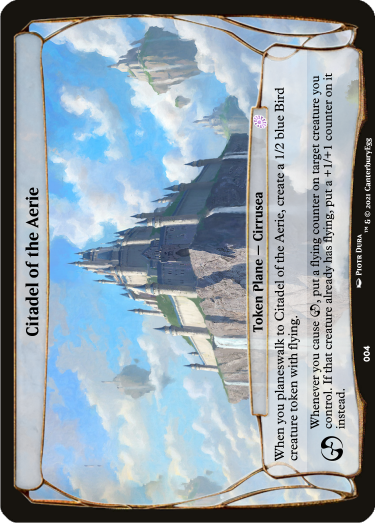 Citadel of the Aerie
Token Plane — Cirrusea
When you planeswalk to Citadel of the Aerie, create a 1/2 blue Bird
creature token with flying.
Whenever you cause , put a flying counter on target creature you
control. If that creature already has flying, put a +1/+1 counter on it
instead.
004
Piotr Dura
™ & © 2021 CanterburyEgg